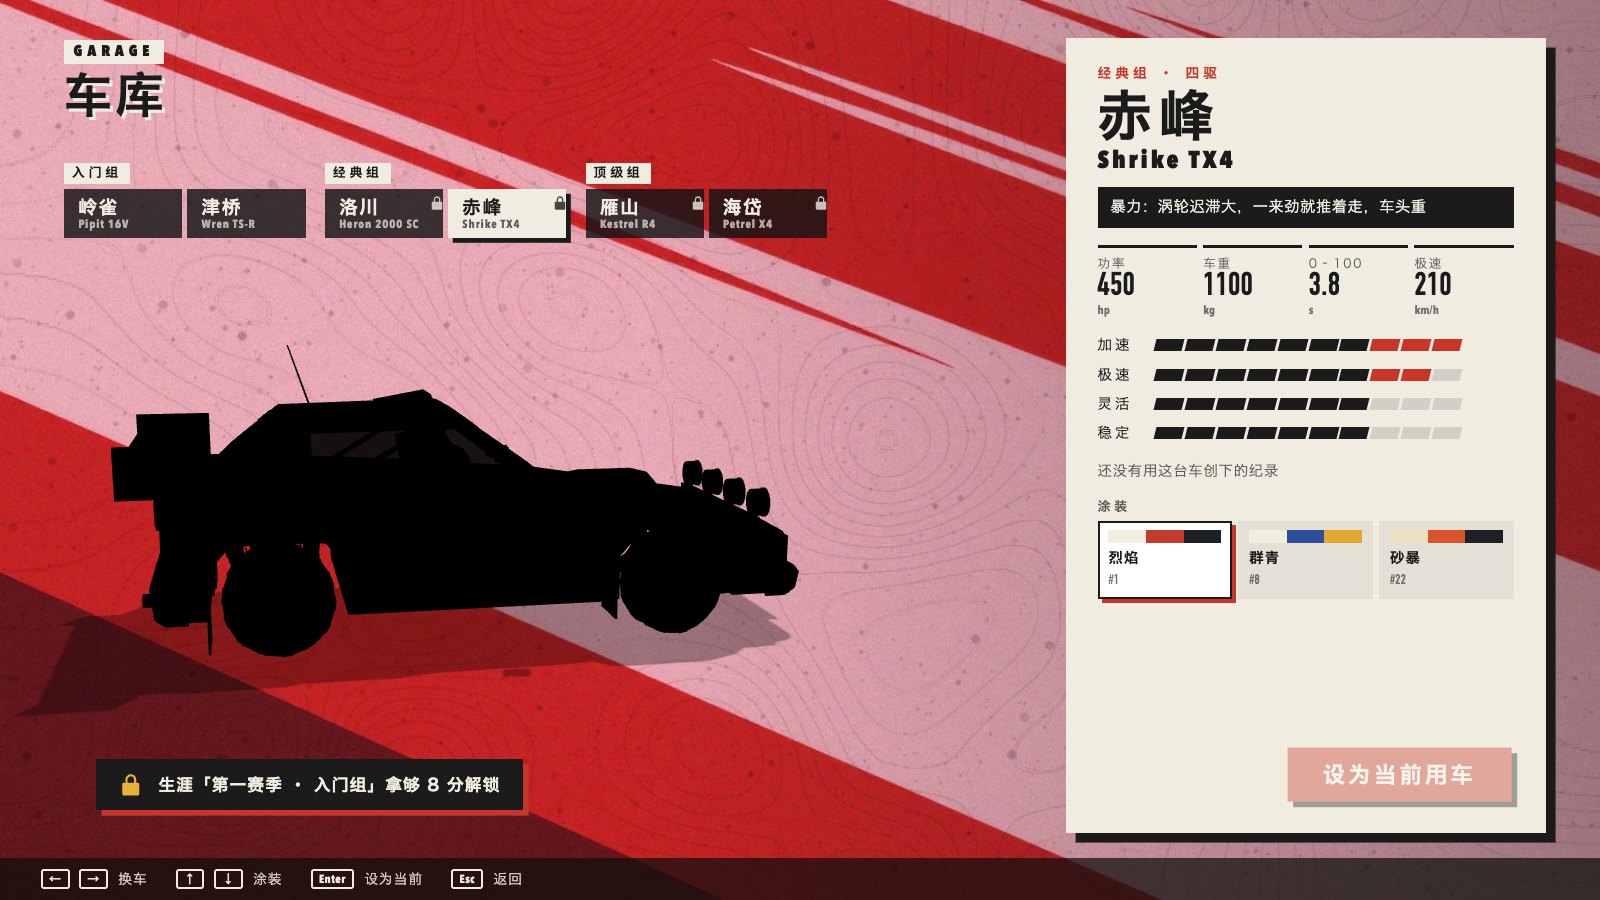 GARAGE
车库
入门组
岭雀
Pipit 16V
津桥
Wren TS-R
经典组
洛川
Heron 2000 SC
赤峰
Shrike TX4
顶级组
雁山
Kestrel R4
海岱
Petrel X4
生涯「第一赛季 · 入门组」拿够 8 分解锁
经典组 · 四驱
赤峰
Shrike TX4
暴力：涡轮迟滞大，一来劲就推着走，车头重
功率
450
hp
车重
1100
kg
0-100
3.8
s
极速
210
km/h
加速
极速
灵活
稳定
还没有用这台车创下的纪录
涂装
烈焰
#1
群青
#8
砂暴
#22
设为当前用车
← → 换车 ↑ ↓ 涂装 Enter 设为当前 Esc 返回